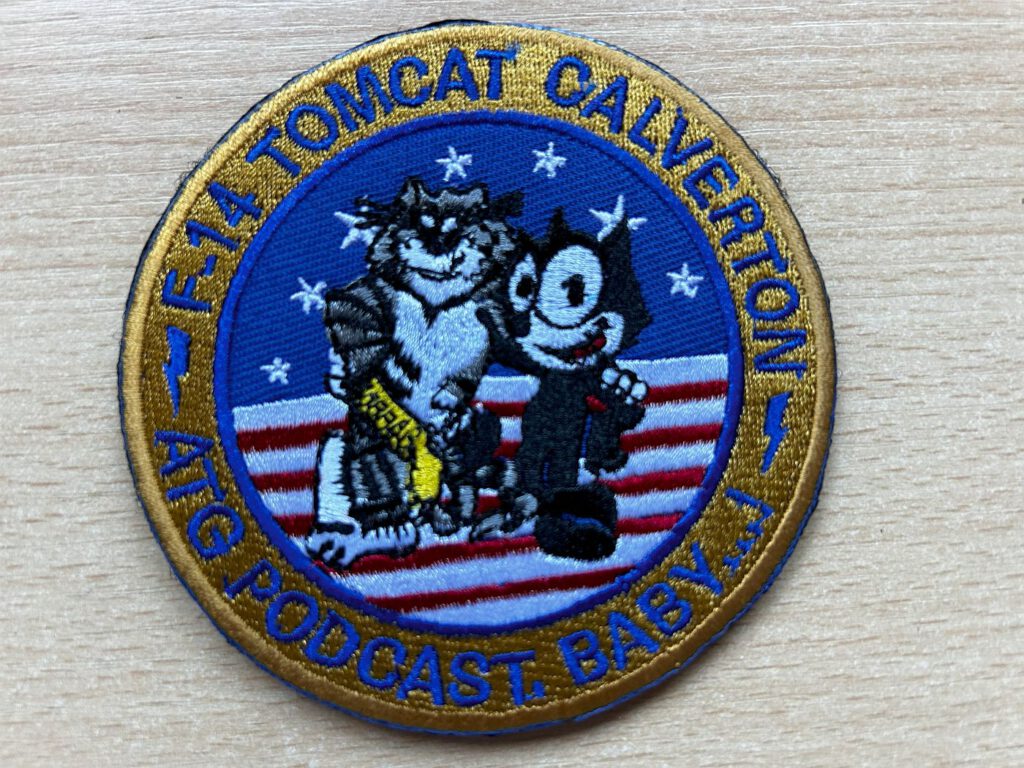 F-14 TOMCAT CALVERTON
ATG PODCAST, BABY...!